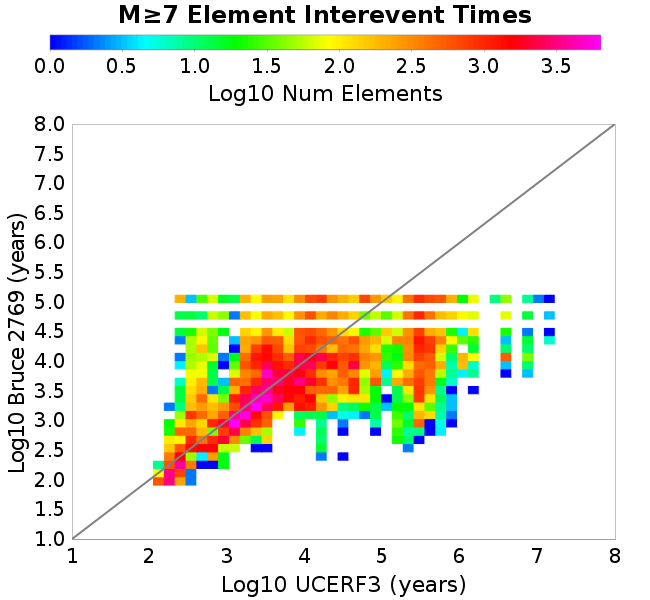 M≥7 Element Interevent Times
0.0 0.5 1.0 1.5 2.0 2.5 3.0 3.5
Log10 Num Elements
8.0
7.5
7.0
6.5
6.0
5.5
5.0
4.5
4.0
3.5
3.0
2.5
2.0
1.5
1.0
Log10 Bruce 2769 (years)
1 2 3 4 5 6 7 8
Log10 UCERF3 (years)